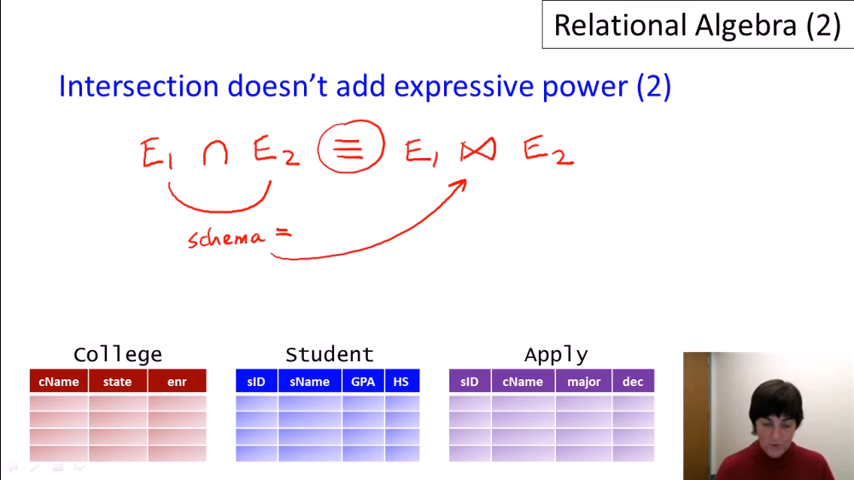 Relational Algebra (2)
Intersection doesn't add expressive power (2)
E₁ ∩ E₂ ≡ E₁ ⋈ E₂
schema =
College Student Apply
cName state enr sID sName GPA HS sID cName major dec